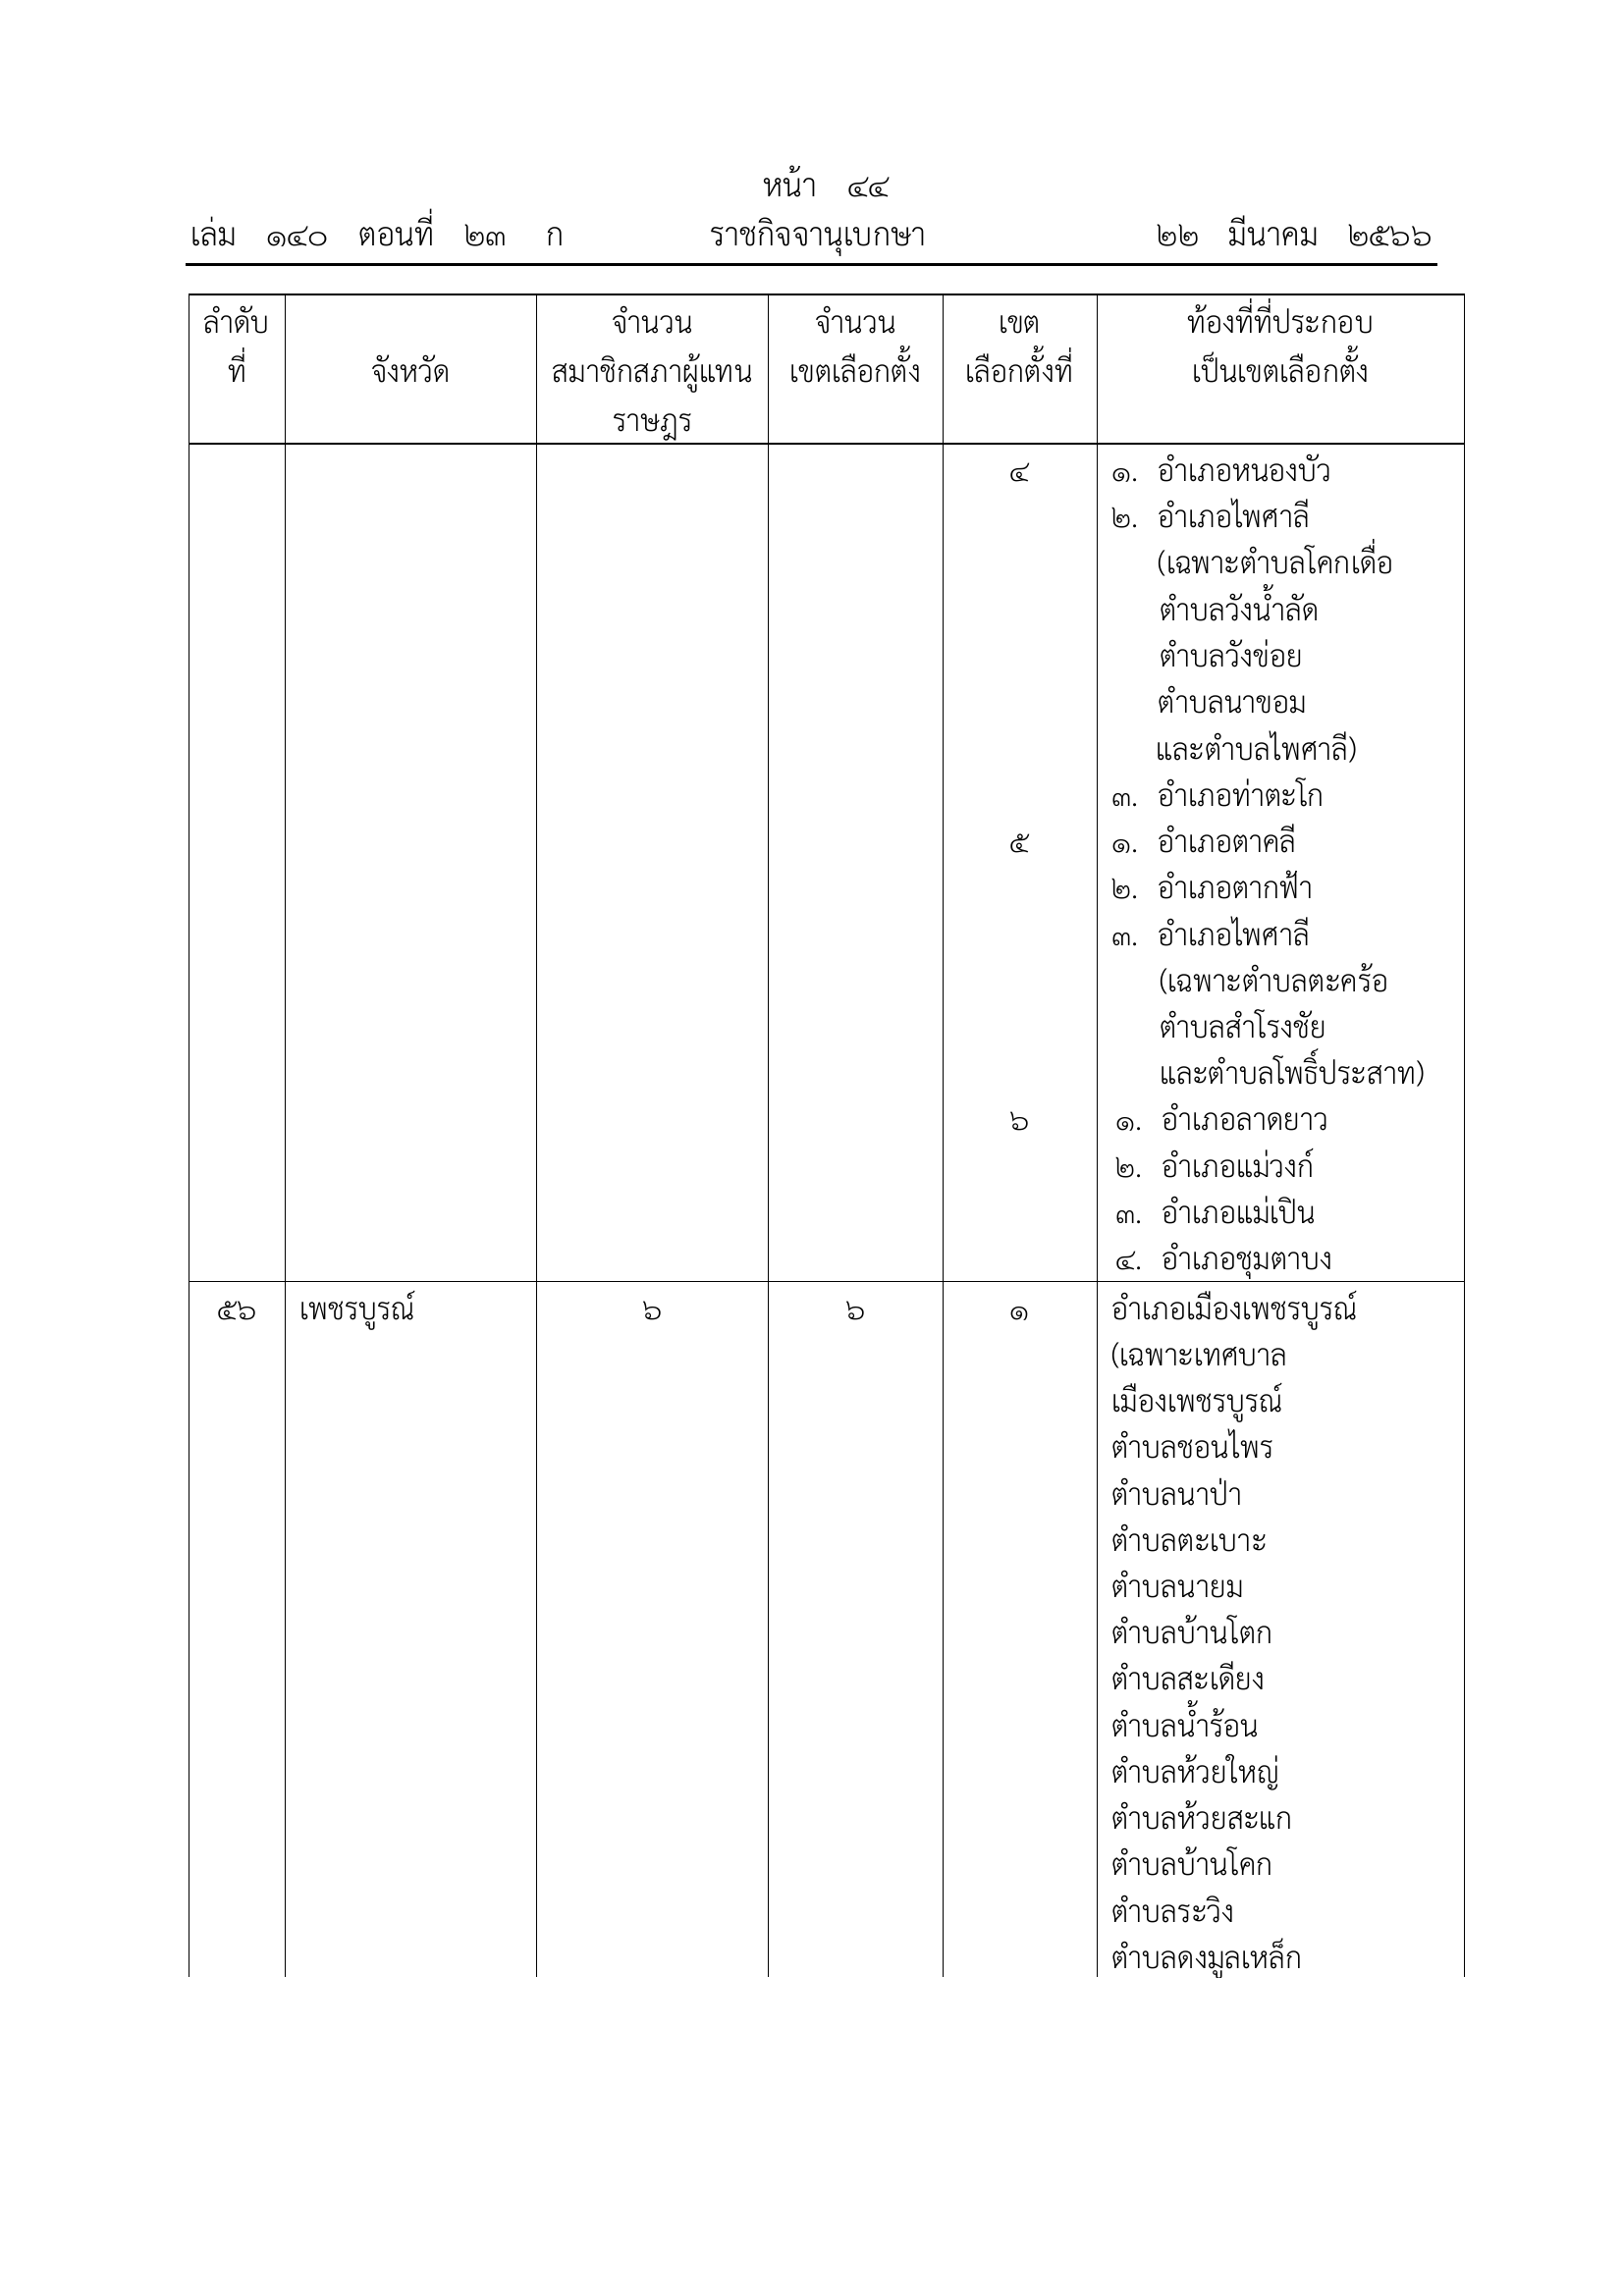 หน้า ๔๔
เล่ม ๑๔๐ ตอนที่ ๒๓ ก ราชกิจจานุเบกษา ๒๒ มีนาคม ๒๕๖๖
ลำดับ จำนวน จำนวน เขต ท้องที่ที่ประกอบ
ที่ จังหวัด สมาชิกสภาผู้แทน เขตเลือกตั้ง เลือกตั้งที่ เป็นเขตเลือกตั้ง
ราษฎร
๔ ๑. อำเภอหนองบัว
๒. อำเภอไพศาลี
(เฉพาะตำบลโคกเดื่อ
ตำบลวังน้ำลัด
ตำบลวังข่อย
ตำบลนาขอม
และตำบลไพศาลี)
๓. อำเภอท่าตะโก
๕ ๑. อำเภอตาคลี
๒. อำเภอตากฟ้า
๓. อำเภอไพศาลี
(เฉพาะตำบลตะคร้อ
ตำบลสำโรงชัย
และตำบลโพธิ์ประสาท)
๖ ๑. อำเภอลาดยาว
๒. อำเภอแม่วงก์
๓. อำเภอแม่เปิน
๔. อำเภอชุมตาบง
๕๖ เพชรบูรณ์ ๖ ๖ ๑ อำเภอเมืองเพชรบูรณ์
(เฉพาะเทศบาล
เมืองเพชรบูรณ์
ตำบลชอนไพร
ตำบลนาป่า
ตำบลตะเบาะ
ตำบลนายม
ตำบลบ้านโตก
ตำบลสะเดียง
ตำบลน้ำร้อน
ตำบลห้วยใหญ่
ตำบลห้วยสะแก
ตำบลบ้านโคก
ตำบลระวิง
ตำบลดงมูลเหล็ก